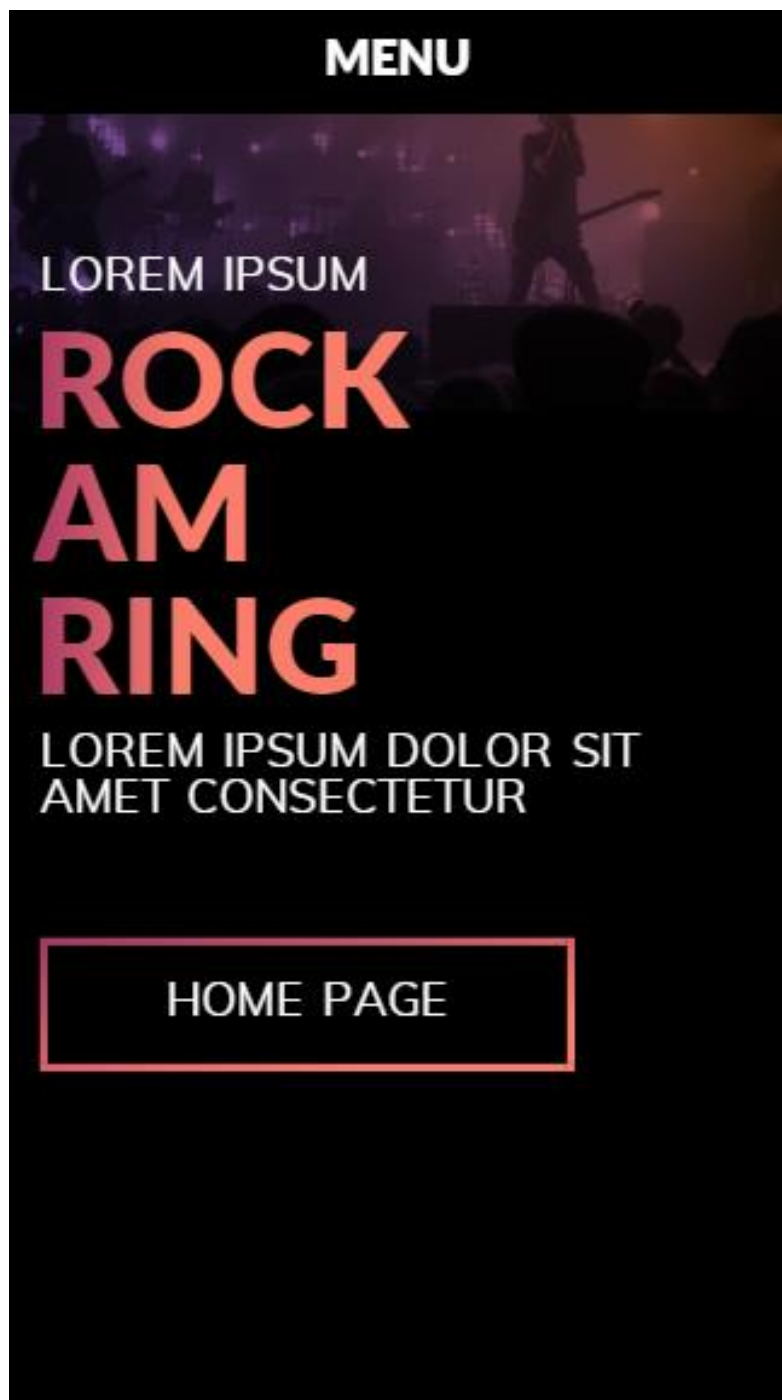 MENU
LOREM IPSUM
ROCK
AM
RING
LOREM IPSUM DOLOR SIT
AMET CONSECTETUR
HOME PAGE